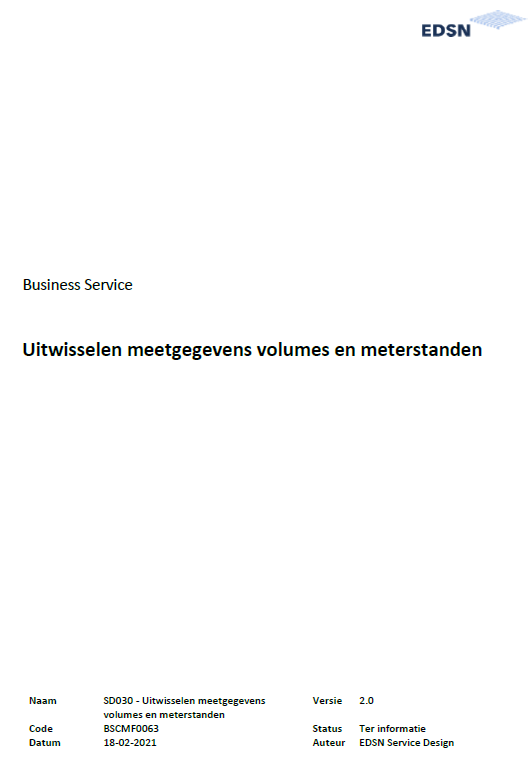 EDSN
Business Service
Uitwisselen meetgegevens volumes en meterstanden
Naam SD030 - Uitwisselen meetgegevens Versie 2.0
volumes en meterstanden
Code BSCMF0063 Status Ter informatie
Datum 18-02-2021 Auteur EDSN Service Design